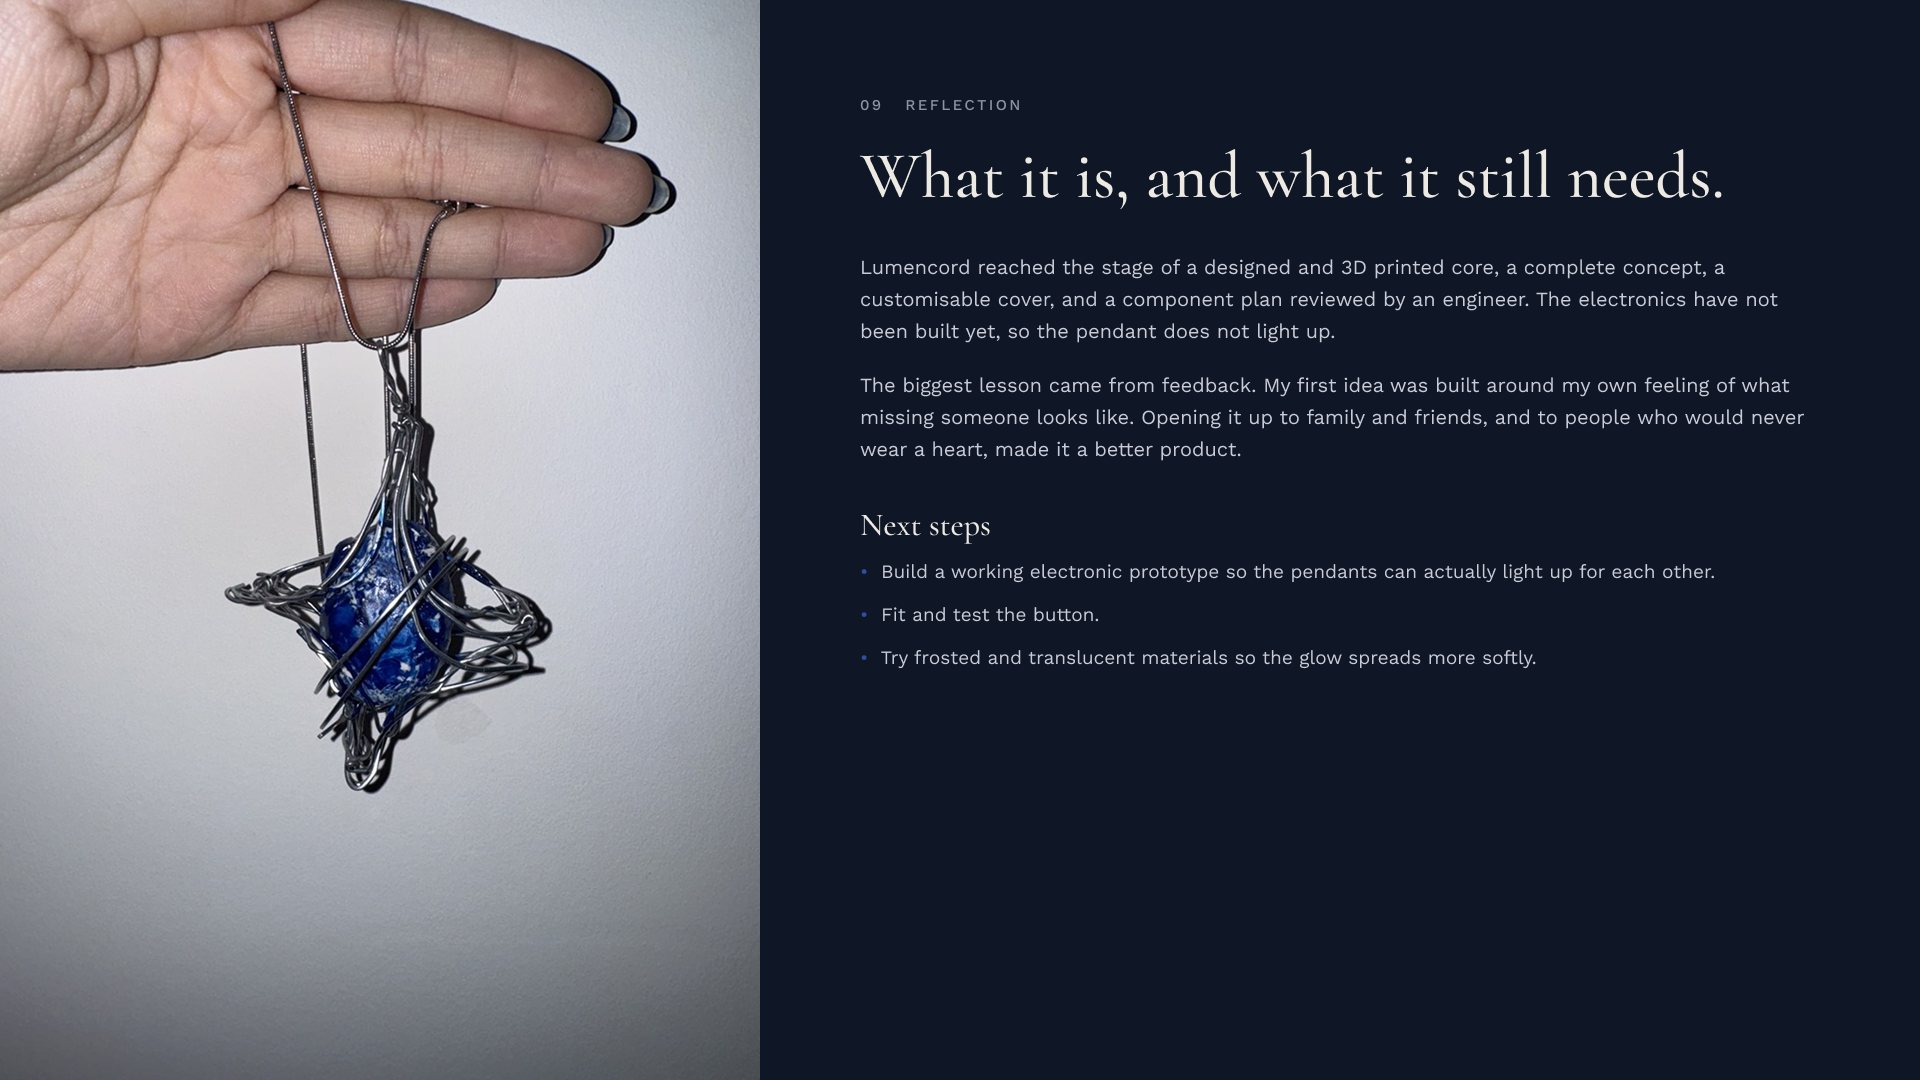 09 REFLECTION
What it is, and what it still needs.
Lumencord reached the stage of a designed and 3D printed core, a complete concept, a
customisable cover, and a component plan reviewed by an engineer. The electronics have not
been built yet, so the pendant does not light up.
The biggest lesson came from feedback. My first idea was built around my own feeling of what
missing someone looks like. Opening it up to family and friends, and to people who would never
wear a heart, made it a better product.
Next steps
• Build a working electronic prototype so the pendants can actually light up for each other.
• Fit and test the button.
• Try frosted and translucent materials so the glow spreads more softly.